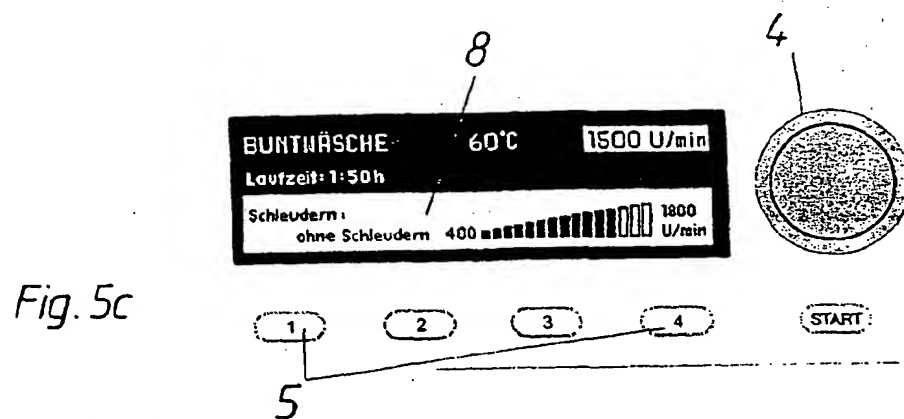 4
8
BUNTWÄSCHE 60°C 1500 U/min
Laufzeit: 1:50h
Schleudern:
ohne Schleudern 400 1800 U/min
Fig. 5c
1 2 3 4 START
5